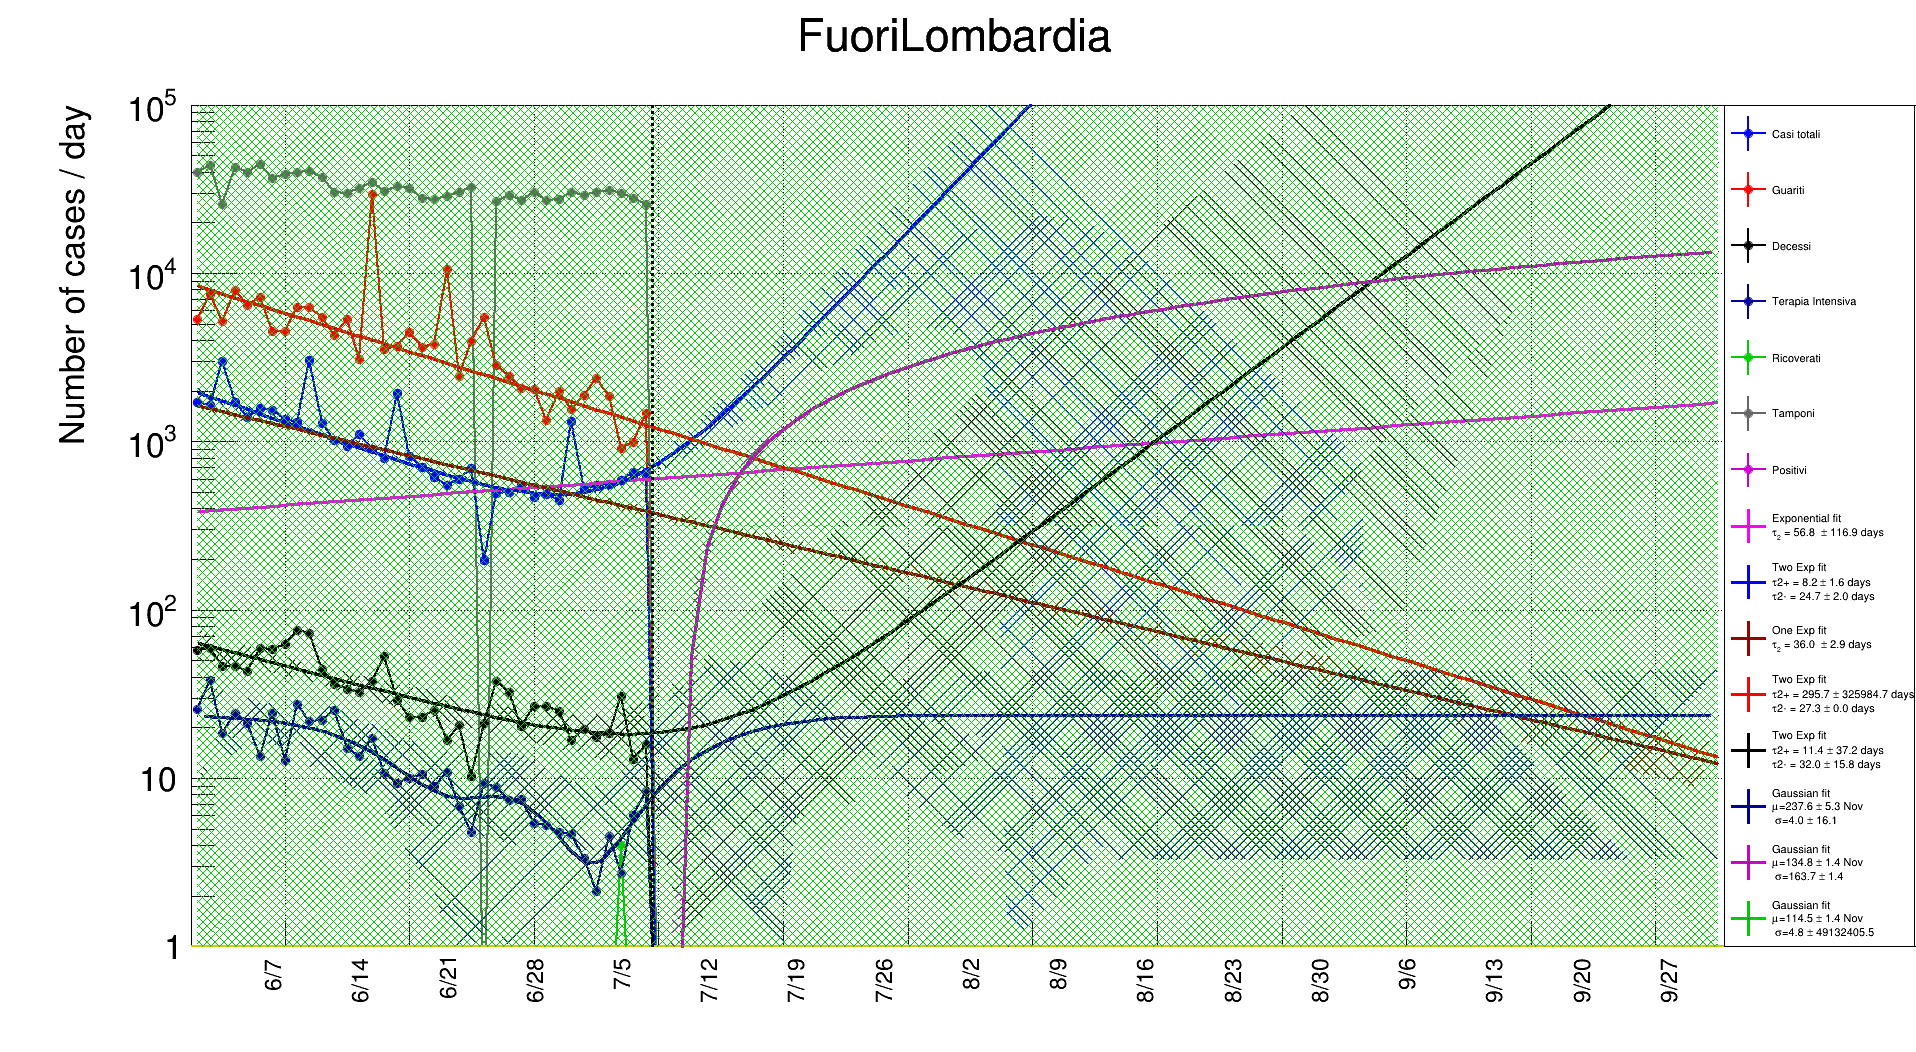 FuoriLombardia
Number of cases / day
10^5
10^4
10^3
10^2
10
1
6/7
6/14
6/21
6/28
7/5
7/12
7/19
7/26
8/2
8/9
8/16
8/23
8/30
9/6
9/13
9/20
9/27
Casi totali
Guariti
Decessi
Terapia Intensiva
Ricoverati
Tamponi
Positivi
Exponential fit
τ₂ = 56.8 ± 116.9 days
Two Exp fit
τ2+ = 8.2 ± 1.6 days
τ2- = 24.7 ± 2.0 days
One Exp fit
τ₂ = 36.0 ± 2.9 days
Two Exp fit
τ2+ = 295.7 ± 325984.7 days
τ2- = 27.3 ± 0.0 days
Two Exp fit
τ2+ = 11.4 ± 37.2 days
τ2- = 32.0 ± 15.8 days
Gaussian fit
μ=237.6 ± 5.3 Nov
σ=4.0 ± 16.1
Gaussian fit
μ=134.8 ± 1.4 Nov
σ=163.7 ± 1.4
Gaussian fit
μ=114.5 ± 1.4 Nov
σ=4.8 ± 49132405.5